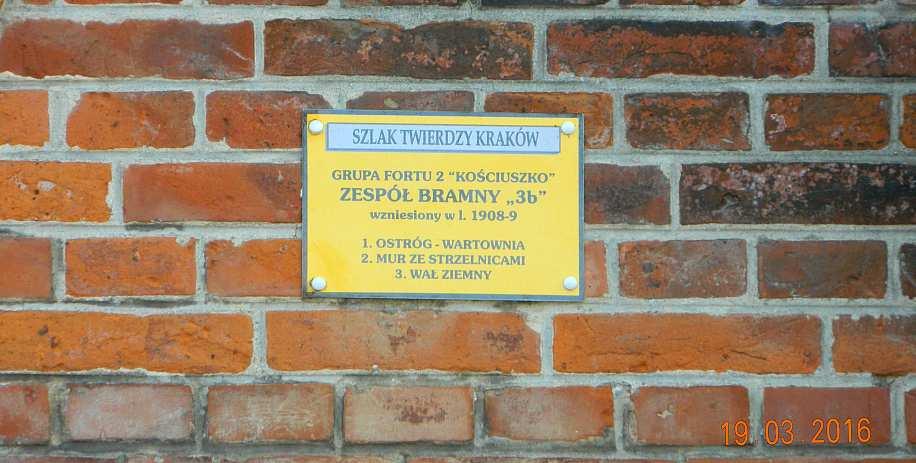 SZLAK TWIERDZY KRAKÓW
GRUPA FORTU 2 "KOŚCIUSZKO"
ZESPÓŁ BRAMNY „3b”
wzniesiony w l. 1908-9
1. OSTRÓG - WARTOWNIA
2. MUR ZE STRZELNICAMI
3. WAŁ ZIEMNY
19.03.2016